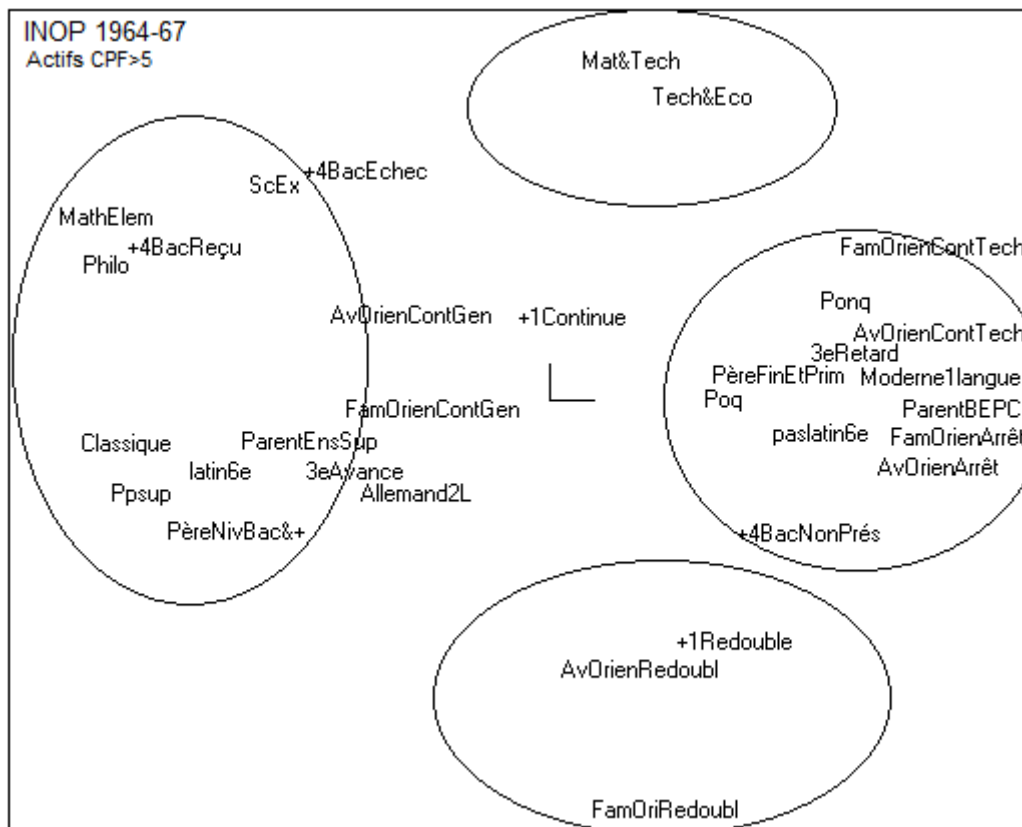 INOP 1964-67
Actifs CPF>5
Mat&Tech
Tech&Eco
+4BacEchec
ScEx
MathElem
+4BacReçu
Philo
FamOrienContTech
Ponq
AvOrienContGen
+1Continue
AvOrienContTech
3eRetard
PèreFinEtPrim
Moderne1langue
Poq
FamOrienContGen
ParentBEPC
Classique
ParentEnsSup
paslatin6e
FamOrienArrêt
latin6e
3eAvance
AvOrienArrêt
Ppsup
Allemand2L
PèreNivBac&+
+4BacNonPrés
+1Redouble
AvOrienRedoubl
FamOriRedoubl